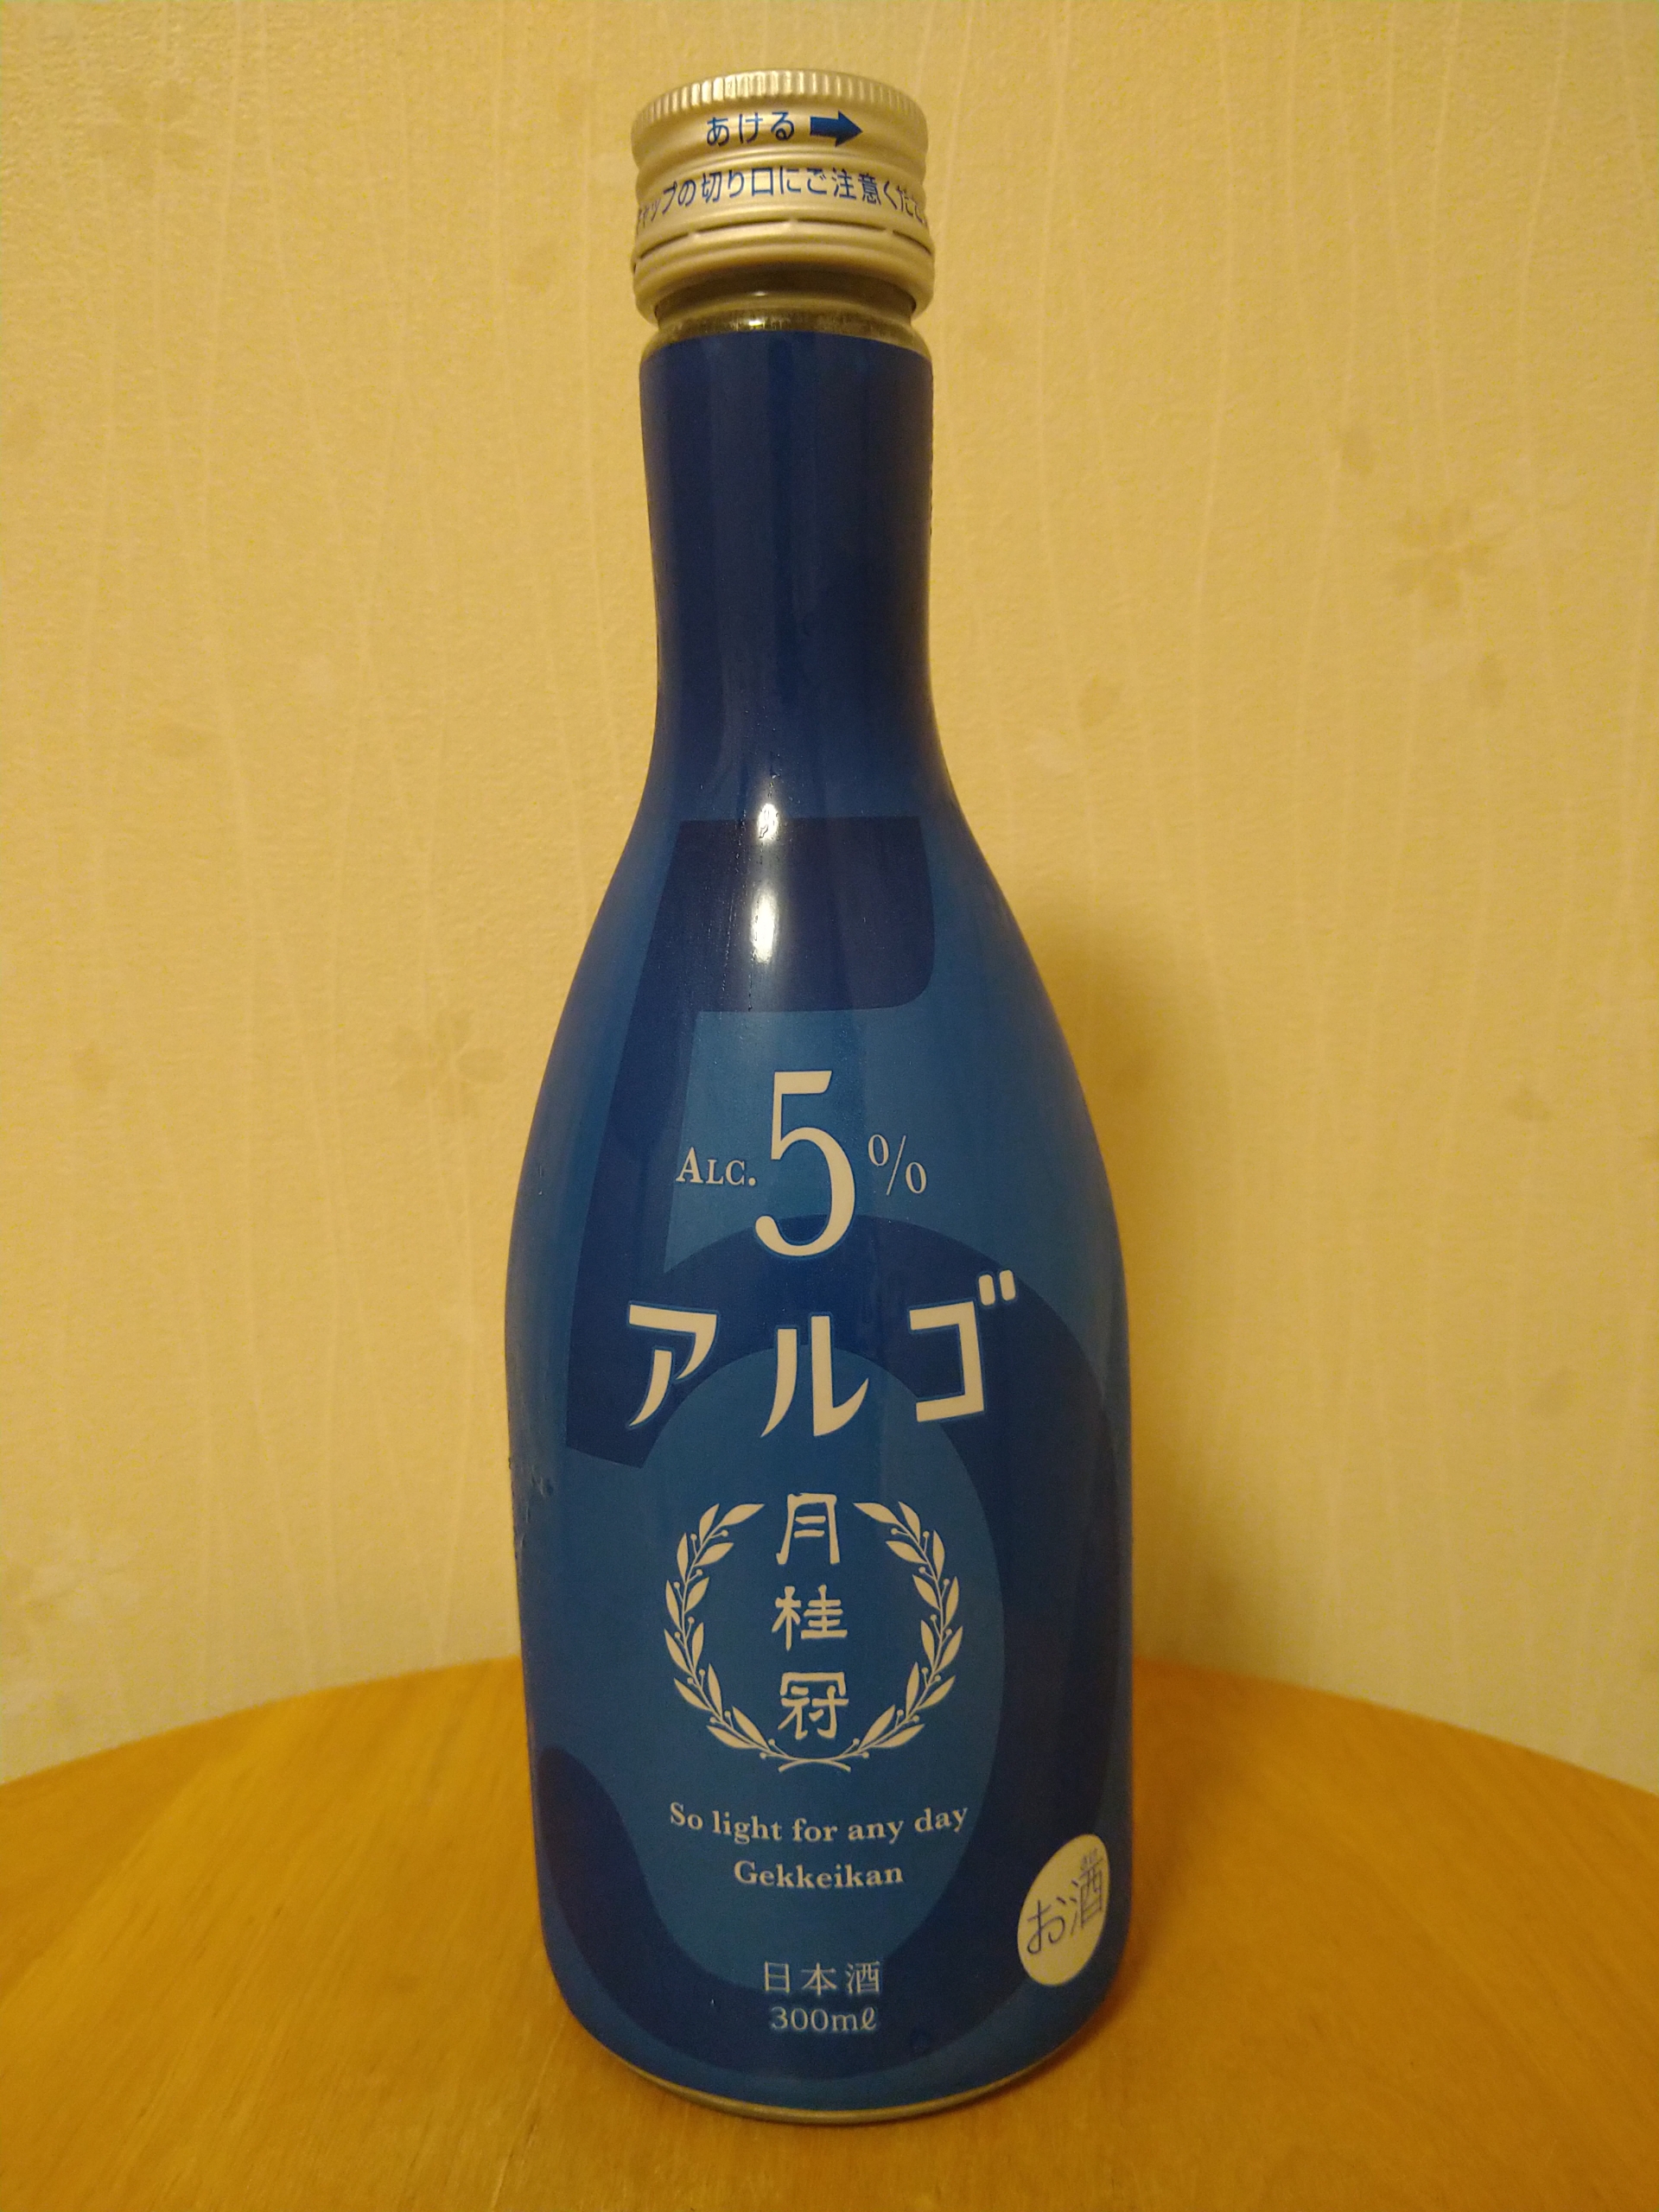 あける➡
キャップの切り口にご注意くださ
ALC.5%
アルゴ
月桂冠
So light for any day
Gekkeikan
お酒
日本酒
300mℓ